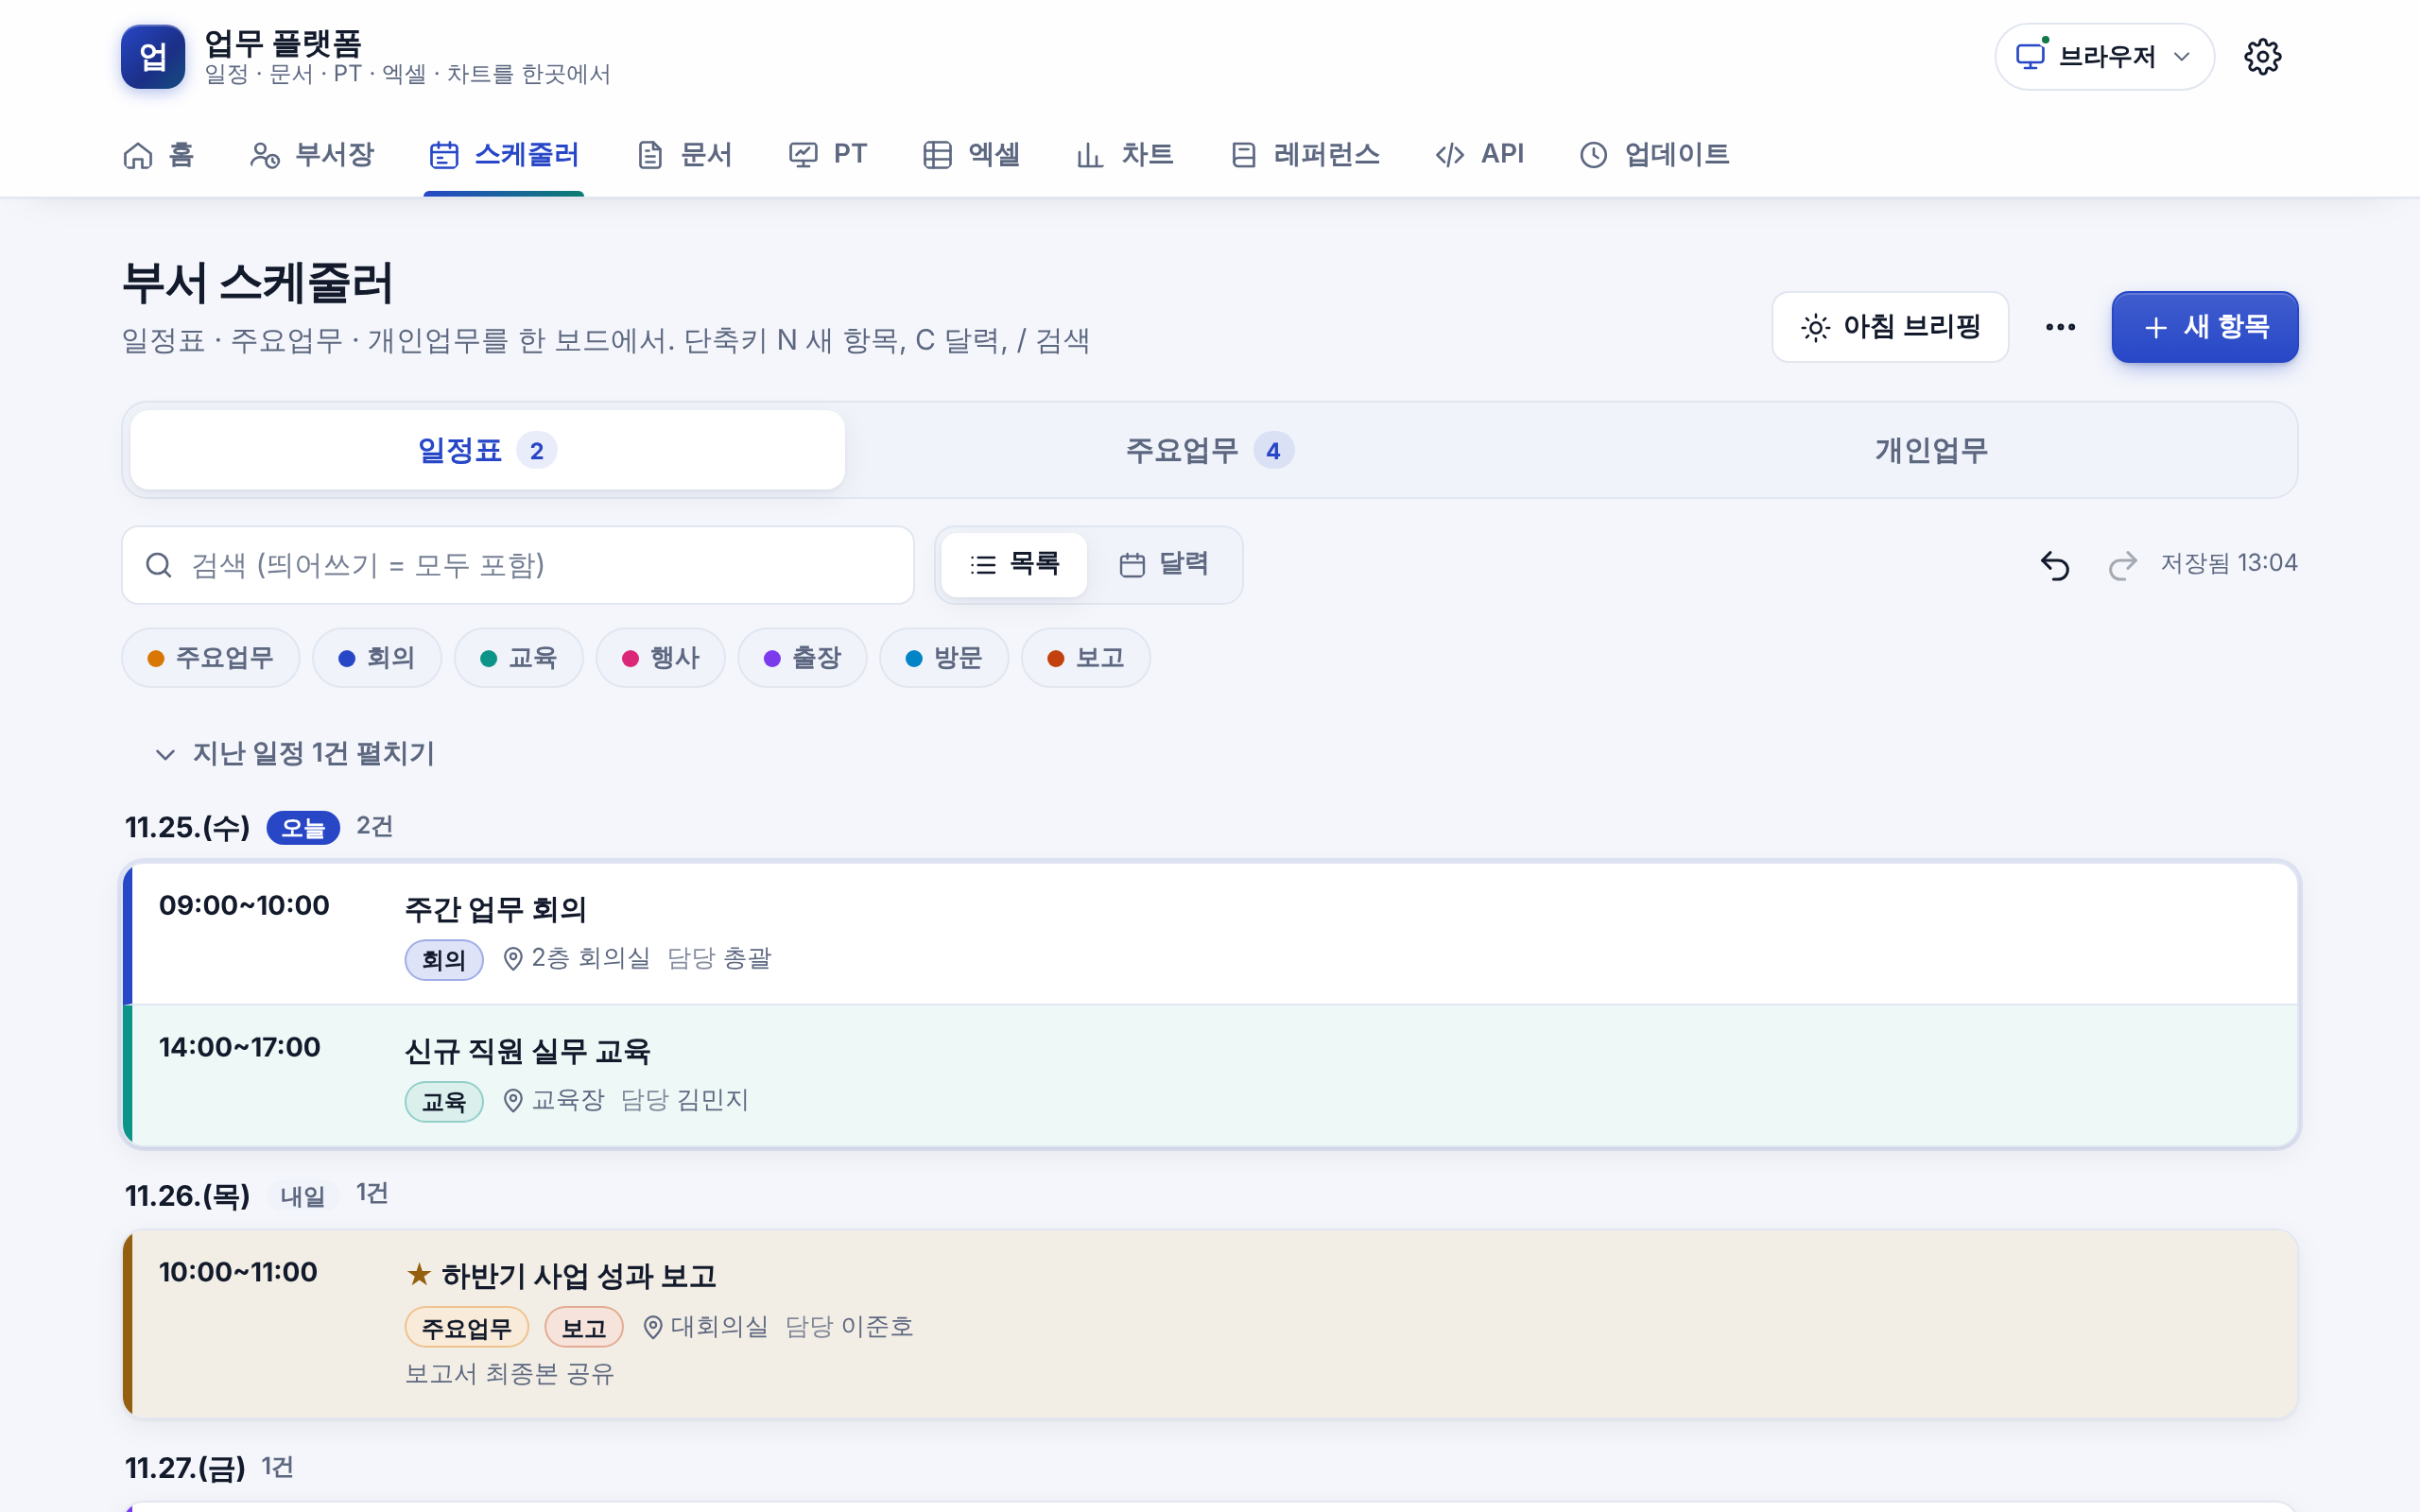 업
업무 플랫폼
일정 · 문서 · PT · 엑셀 · 차트를 한곳에서
브라우저
홈 부서장 스케줄러 문서 PT 엑셀 차트 레퍼런스 API 업데이트
부서 스케줄러
일정표 · 주요업무 · 개인업무를 한 보드에서. 단축키 N 새 항목, C 달력, / 검색
아침 브리핑 ••• + 새 항목
일정표 2 주요업무 4 개인업무
검색 (띄어쓰기 = 모두 포함) 목록 달력 저장됨 13:04
주요업무 회의 교육 행사 출장 방문 보고
지난 일정 1건 펼치기
11.25.(수) 오늘 2건
09:00~10:00 주간 업무 회의
회의 2층 회의실 담당 총괄
14:00~17:00 신규 직원 실무 교육
교육 교육장 담당 김민지
11.26.(목) 내일 1건
10:00~11:00 ★ 하반기 사업 성과 보고
주요업무 보고 대회의실 담당 이준호
보고서 최종본 공유
11.27.(금) 1건